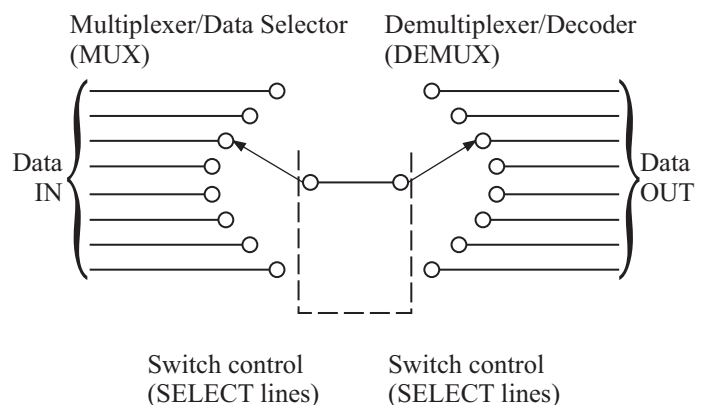 Multiplexer/Data Selector
(MUX)
Demultiplexer/Decoder
(DEMUX)
Data
IN
Data
OUT
Switch control
(SELECT lines)
Switch control
(SELECT lines)